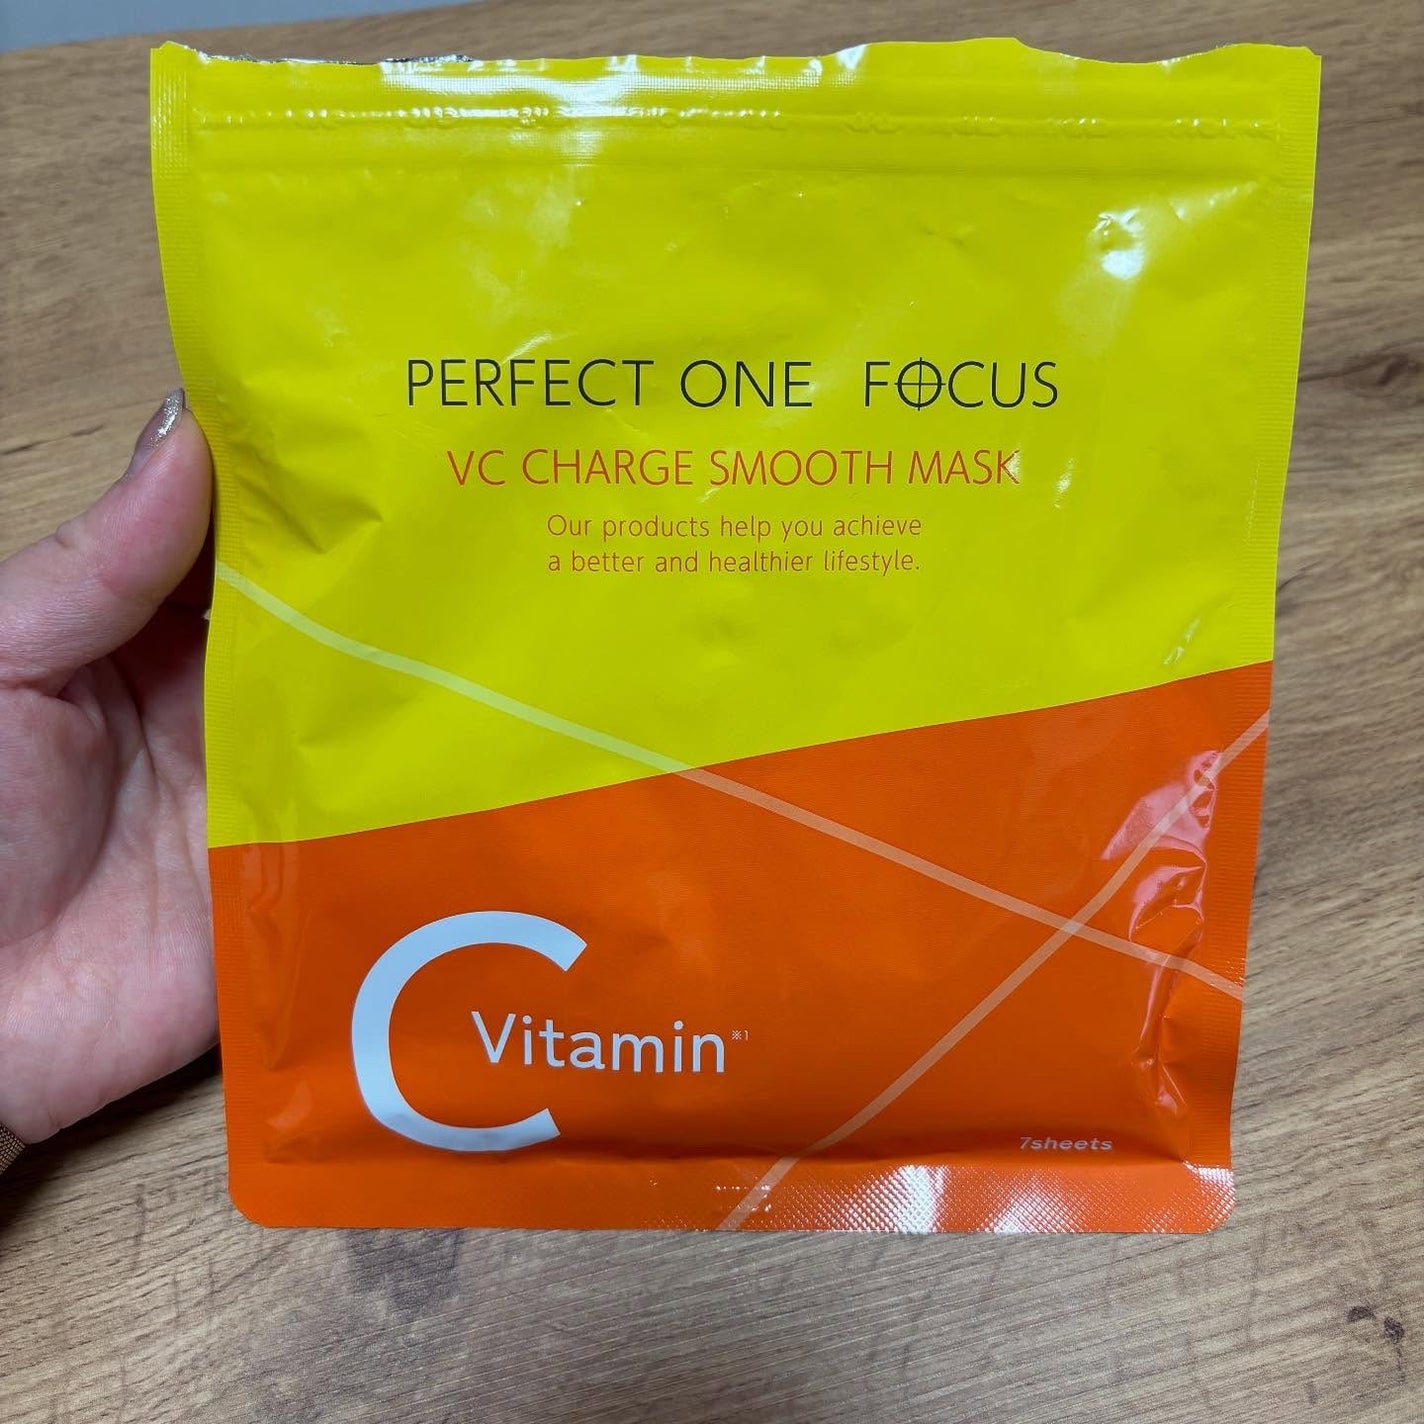 PERFECT ONE FOCUS
VC CHARGE SMOOTH MASK
Our products help you achieve
a better and healthier lifestyle.
C Vitamin※1
7sheets